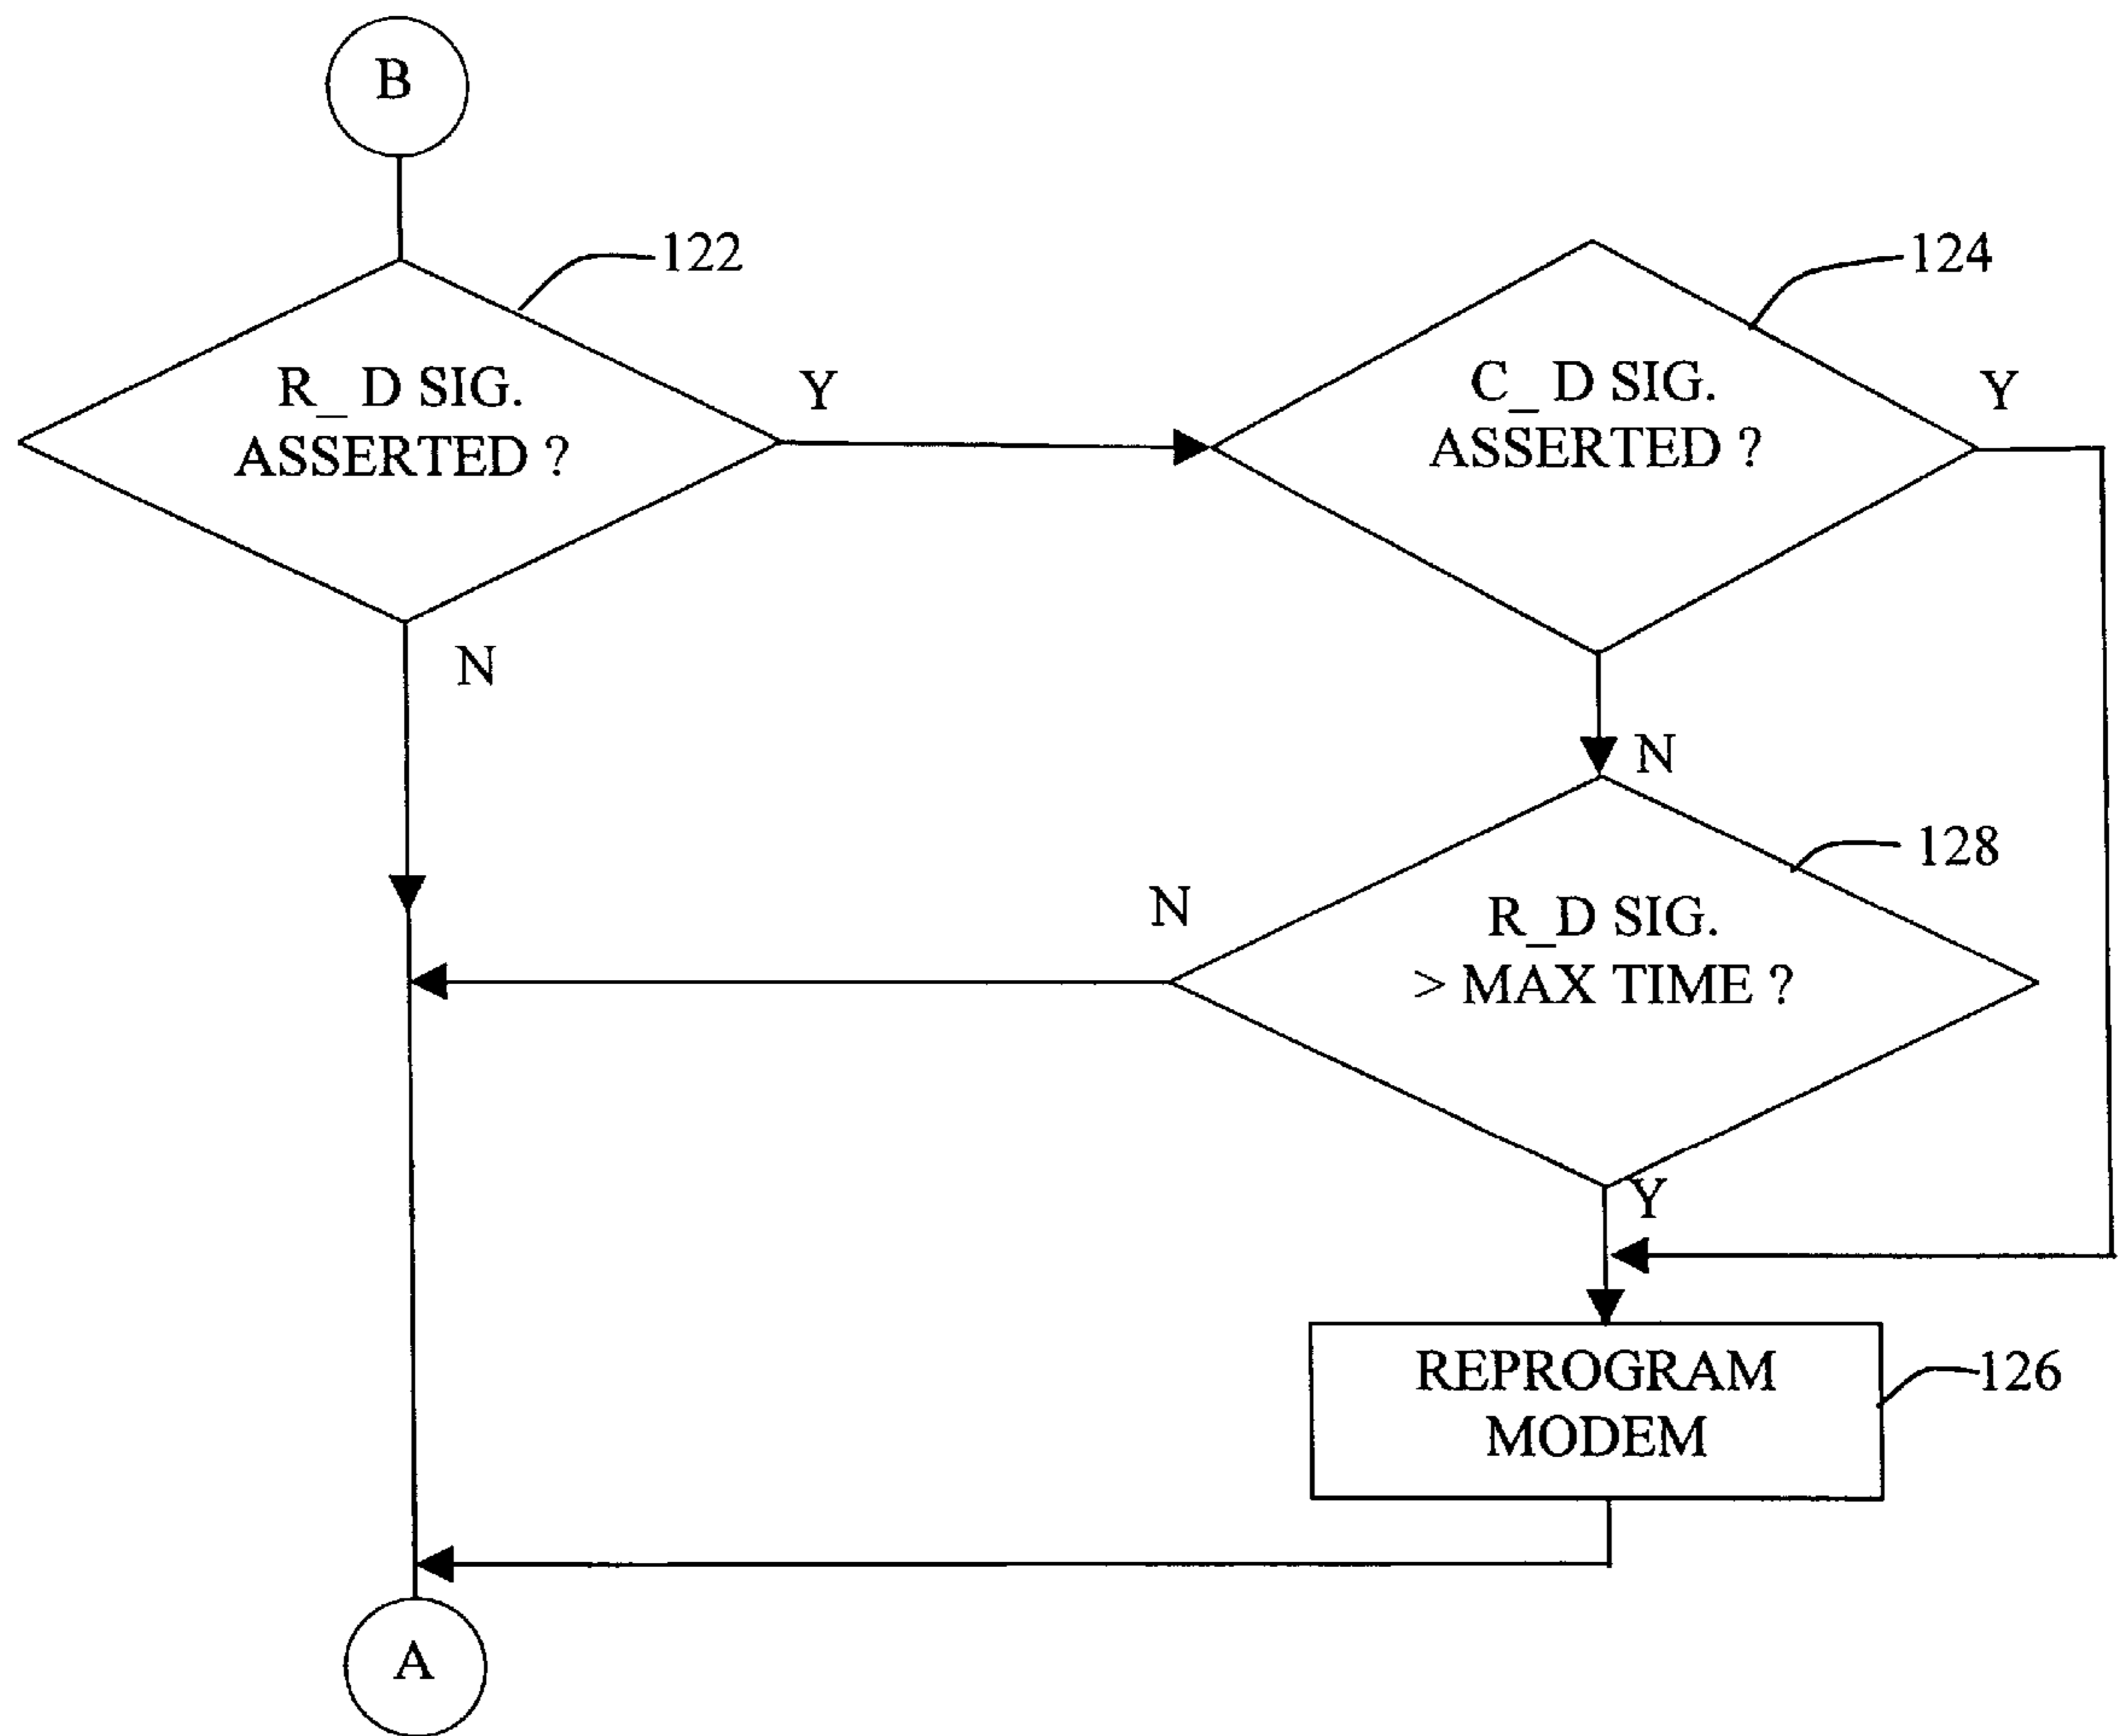 B
122
R_ D SIG.
ASSERTED ?
Y
N
124
C_ D SIG.
ASSERTED ?
Y
N
128
R_D SIG.
> MAX TIME ?
N
Y
REPROGRAM
MODEM
126
A